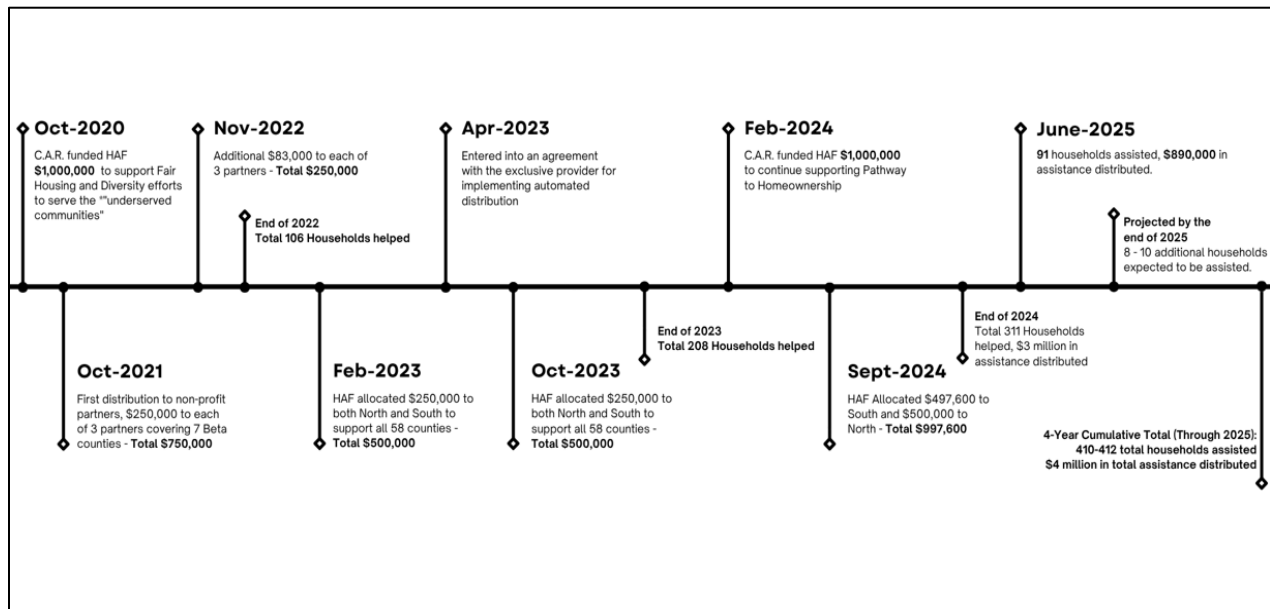 Oct-2020
C.A.R. funded HAF
$1,000,000 to support Fair
Housing and Diversity efforts
to serve the *"underserved
communities"
Oct-2021
First distribution to non-profit
partners, $250,000 to each
of 3 partners covering 7 Beta
counties - Total $750,000
Nov-2022
Additional $83,000 to each of
3 partners - Total $250,000
End of 2022
Total 106 Households helped
Feb-2023
HAF allocated $250,000 to
both North and South to
support all 58 counties -
Total $500,000
Apr-2023
Entered into an agreement
with the exclusive provider for
implementing automated
distribution
Oct-2023
HAF allocated $250,000 to
both North and South to
support all 58 counties -
Total $500,000
End of 2023
Total 208 Households helped
Feb-2024
C.A.R. funded HAF $1,000,000
to continue supporting Pathway
to Homeownership
Sept-2024
HAF Allocated $497,600 to
South and $500,000 to
North - Total $997,600
End of 2024
Total 311 Households
helped, $3 million in
assistance distributed
June-2025
91 households assisted, $890,000 in
assistance distributed.
Projected by the
end of 2025
8 - 10 additional households
expected to be assisted.
4-Year Cumulative Total (Through 2025):
410-412 total households assisted
$4 million in total assistance distributed